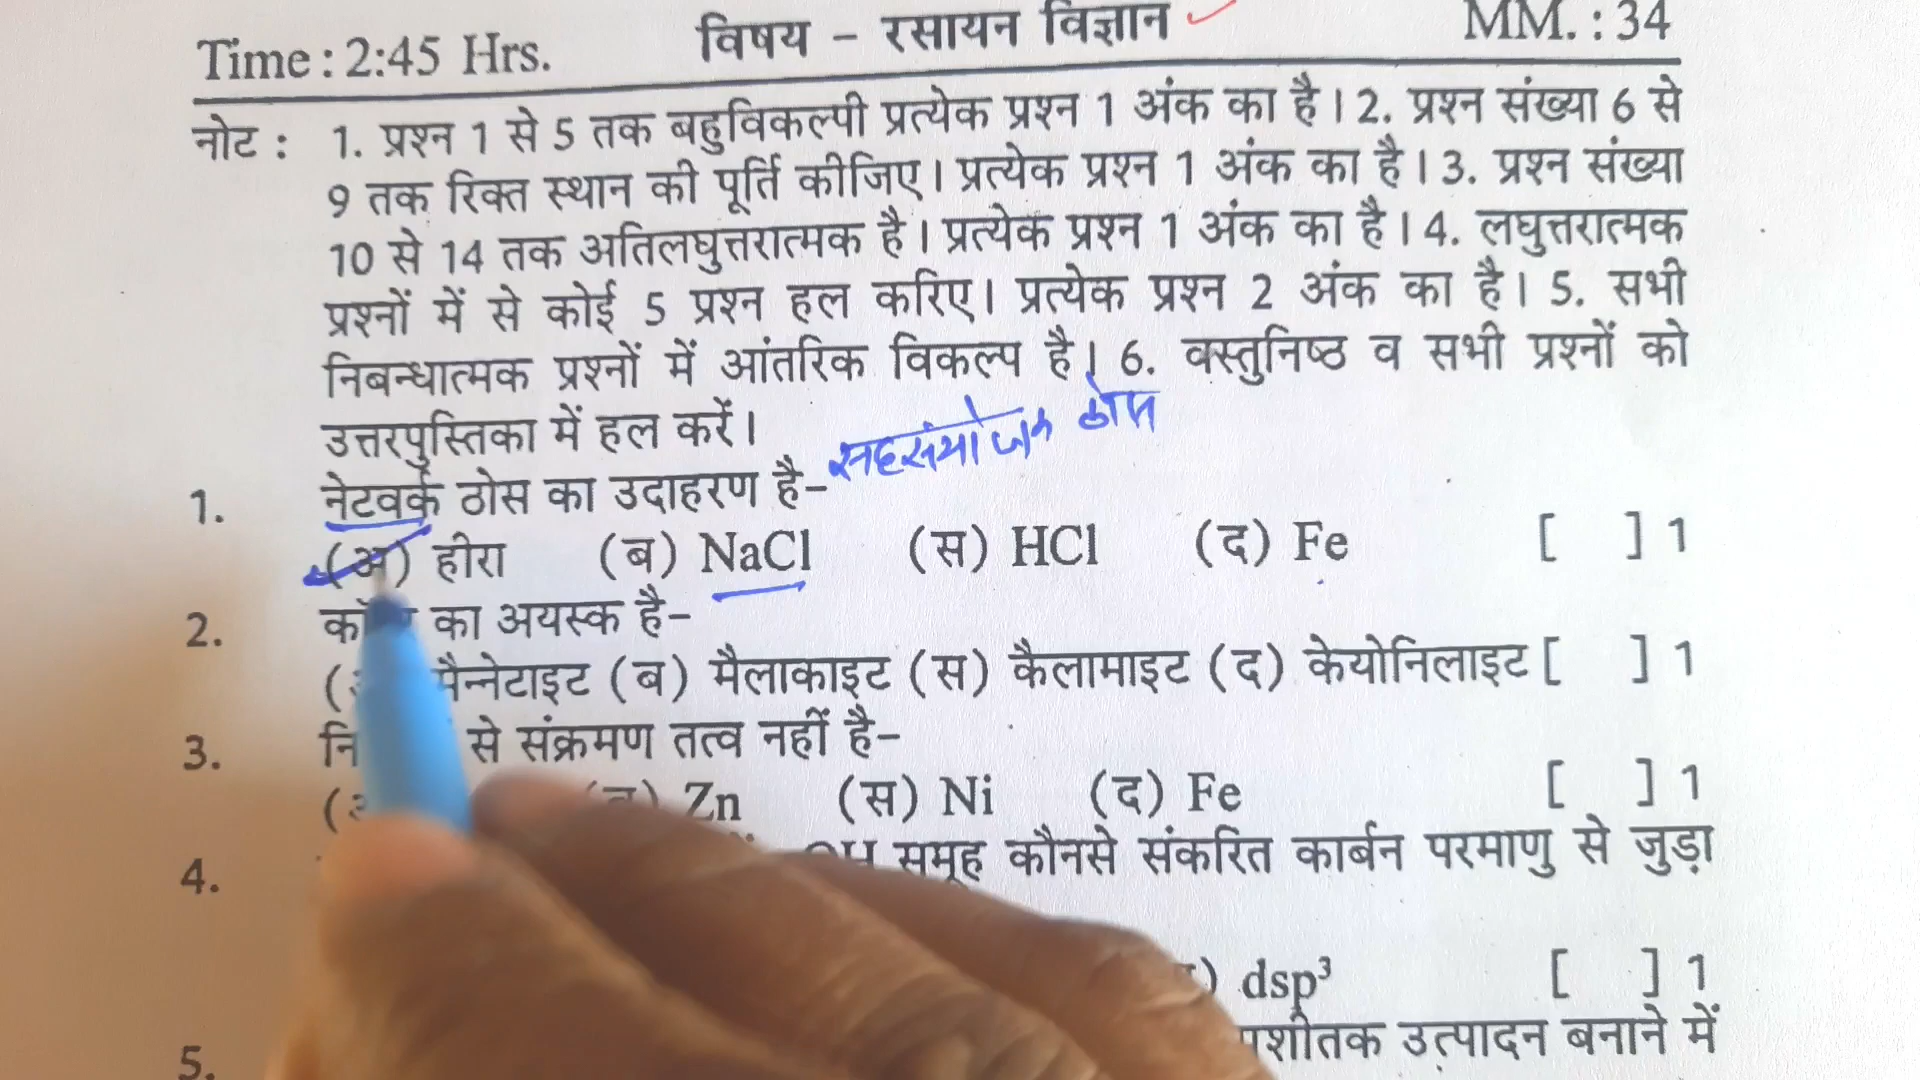 Time : 2:45 Hrs. विषय – रसायन विज्ञान MM. : 34
नोट : 1. प्रश्न 1 से 5 तक बहुविकल्पी प्रत्येक प्रश्न 1 अंक का है। 2. प्रश्न संख्या 6 से
9 तक रिक्त स्थान की पूर्ति कीजिए। प्रत्येक प्रश्न 1 अंक का है। 3. प्रश्न संख्या
10 से 14 तक अतिलघुत्तरात्मक है। प्रत्येक प्रश्न 1 अंक का है। 4. लघुत्तरात्मक
प्रश्नों में से कोई 5 प्रश्न हल करिए। प्रत्येक प्रश्न 2 अंक का है। 5. सभी
निबन्धात्मक प्रश्नों में आंतरिक विकल्प है। 6. वस्तुनिष्ठ व सभी प्रश्नों को
उत्तरपुस्तिका में हल करें।
सहसंयोजक ठोस
1. नेटवर्क ठोस का उदाहरण है–
(अ) हीरा (ब) NaCl (स) HCl (द) Fe [ ] 1
2. का अयस्क है–
मैग्नेटाइट (ब) मैलाकाइट (स) कैलामाइट (द) केयोनिलाइट [ ] 1
3. से संक्रमण तत्व नहीं है–
(ब) Zn (स) Ni (द) Fe [ ] 1
4. समूह कौनसे संकरित कार्बन परमाणु से जुड़ा
dsp³ [ ] 1
5. उत्पादन बनाने में